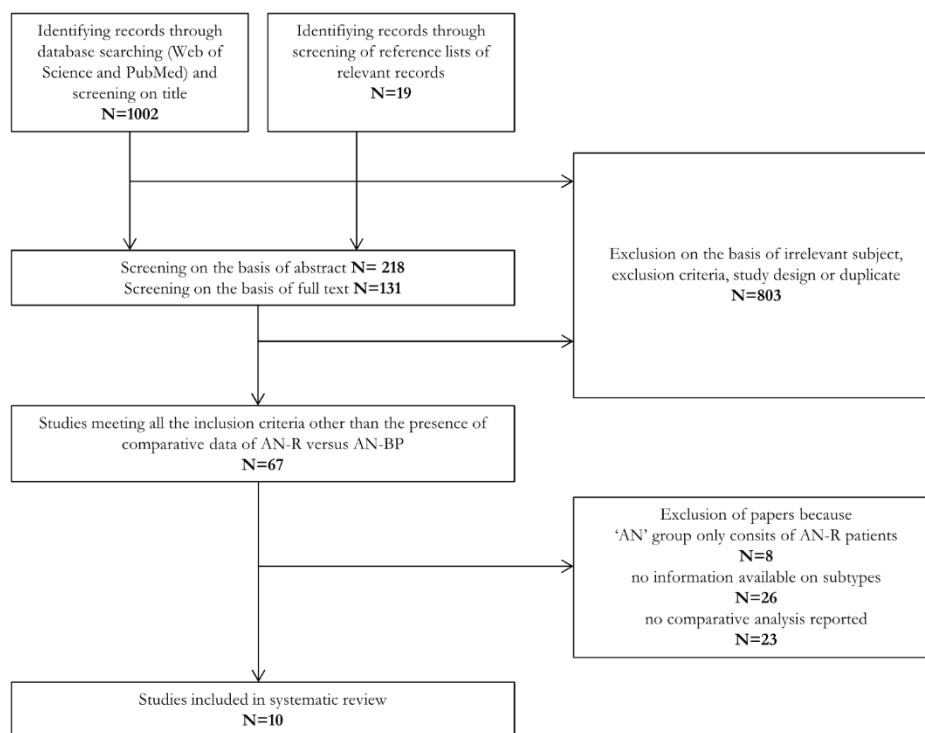 Identifying records through
database searching (Web of
Science and PubMed) and
screening on title
N=1002
Identifiying records through
screening of reference lists of
relevant records
N=19
Exclusion on the basis of irrelevant subject,
exclusion criteria, study design or duplicate
N=803
Screening on the basis of abstract N= 218
Screening on the basis of full text N=131
Studies meeting all the inclusion criteria other than the presence of
comparative data of AN-R versus AN-BP
N=67
Exclusion of papers because
‘AN’ group only consits of AN-R patients
N=8
no information available on subtypes
N=26
no comparative analysis reported
N=23
Studies included in systematic review
N=10